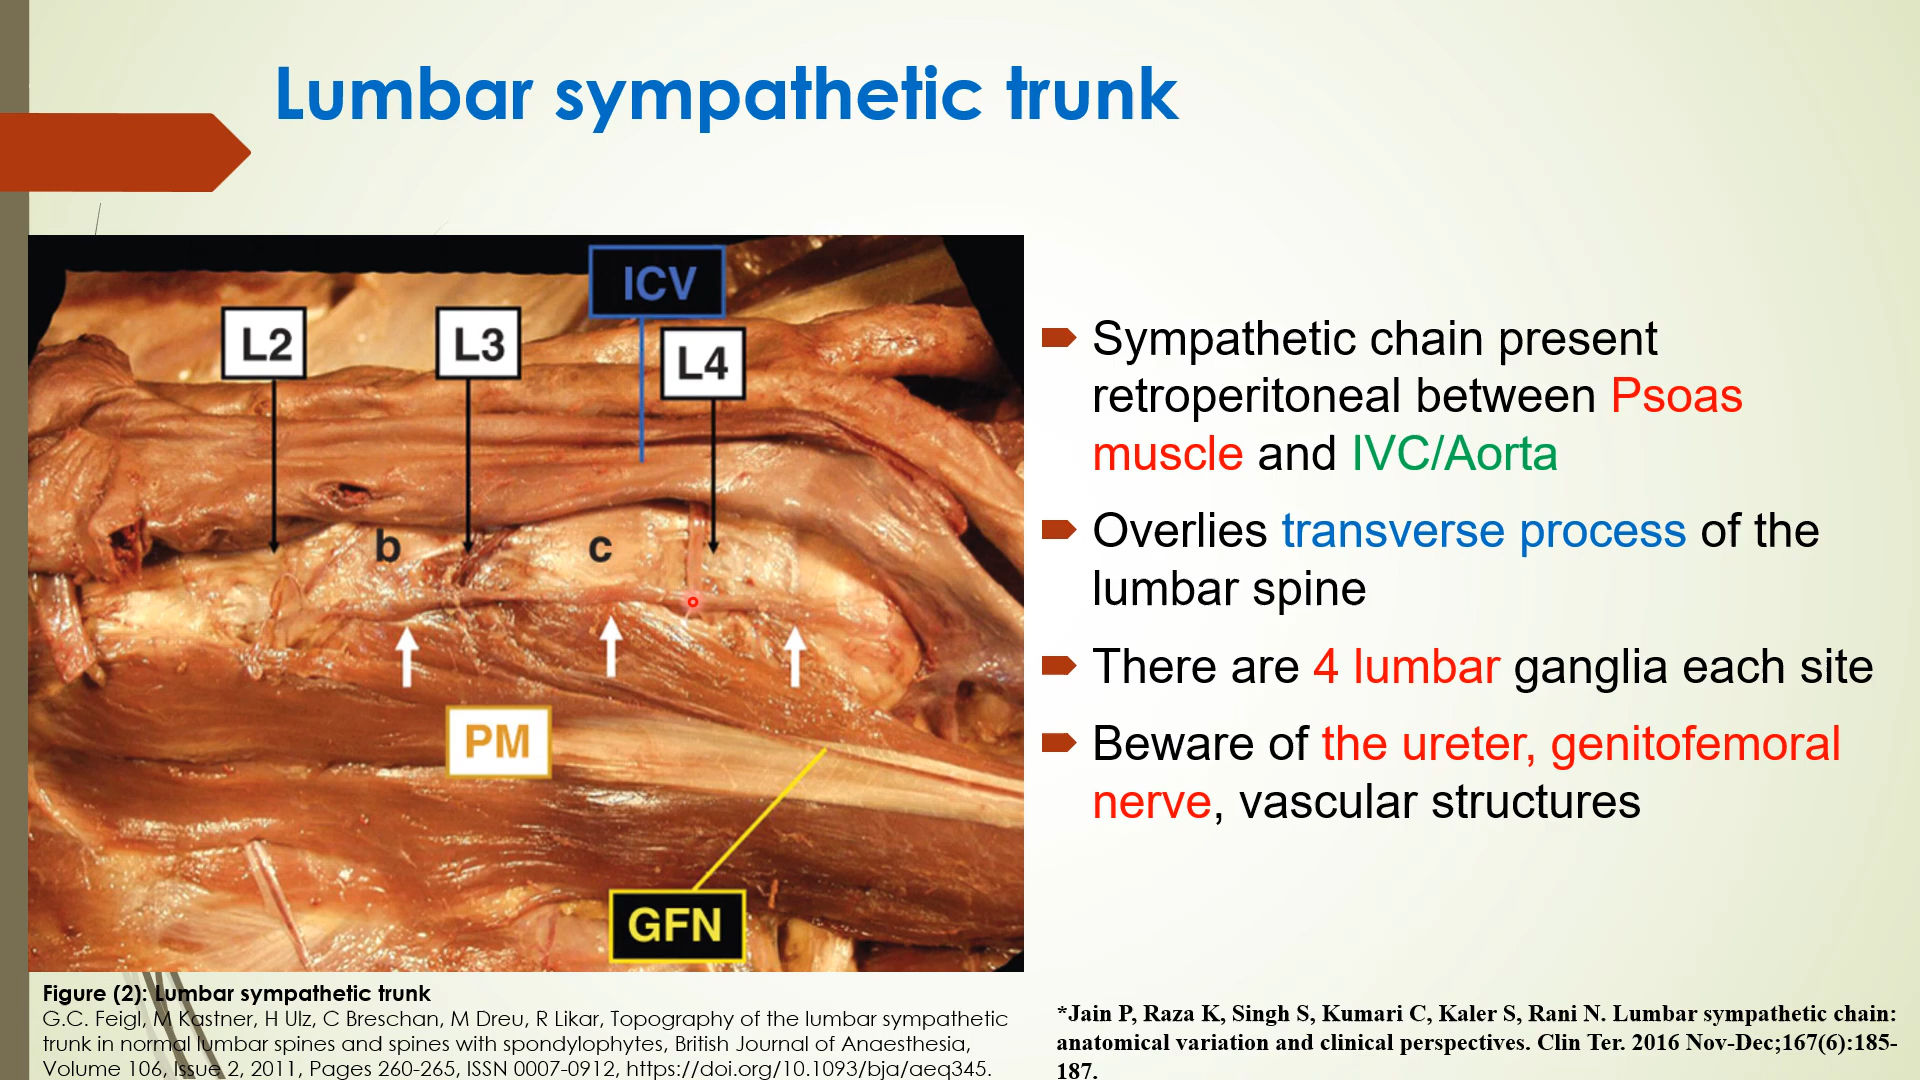 Lumbar sympathetic trunk
ICV
L2
L3
L4
b
c
PM
GFN
Sympathetic chain present
retroperitoneal between Psoas
muscle and IVC/Aorta
Overlies transverse process of the
lumbar spine
There are 4 lumbar ganglia each site
Beware of the ureter, genitofemoral
nerve, vascular structures
Figure (2): Lumbar sympathetic trunk
G.C. Feigl, M Kastner, H Ulz, C Breschan, M Dreu, R Likar, Topography of the lumbar sympathetic
trunk in normal lumbar spines and spines with spondylophytes, British Journal of Anaesthesia,
Volume 106, Issue 2, 2011, Pages 260-265, ISSN 0007-0912, https://doi.org/10.1093/bja/aeq345.
*Jain P, Raza K, Singh S, Kumari C, Kaler S, Rani N. Lumbar sympathetic chain:
anatomical variation and clinical perspectives. Clin Ter. 2016 Nov-Dec;167(6):185-
187.